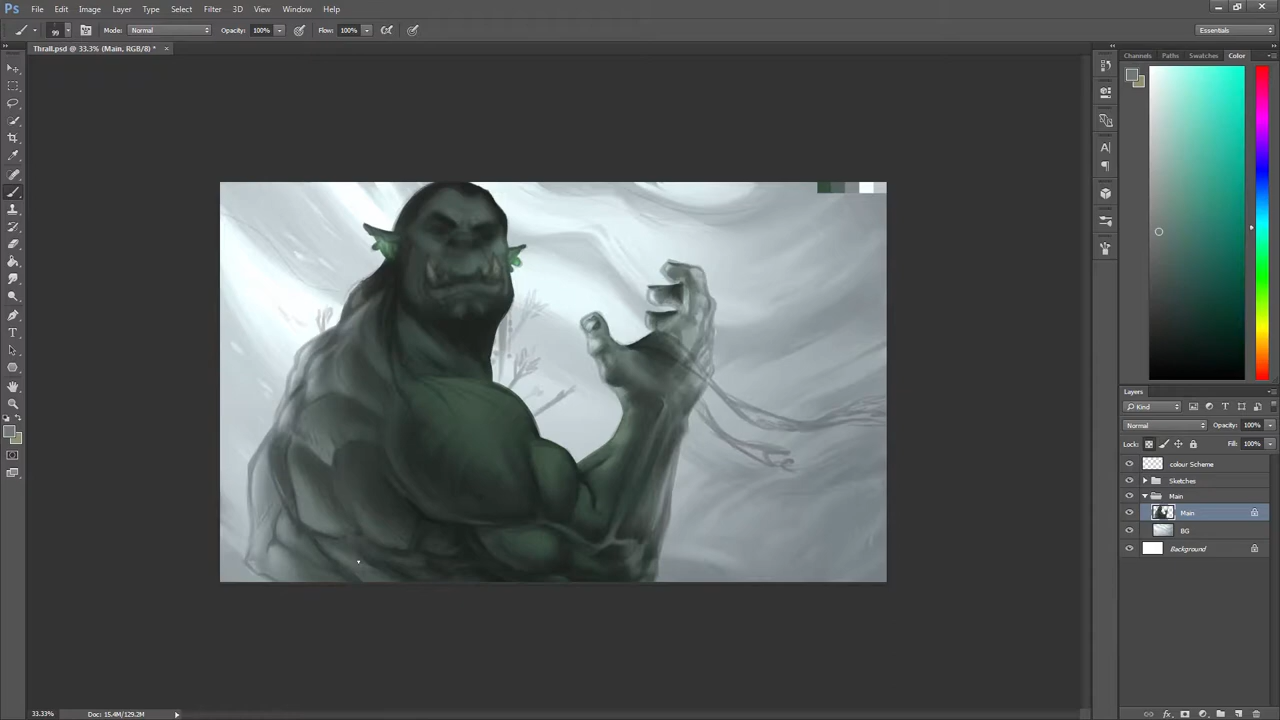 Ps File Edit Image Layer Type Select Filter 3D View Window Help
99 Mode: Normal Opacity: 100% Flow: 100% Essentials
Thrall.psd @ 33.3% (Main, RGB/8) * ×
Channels Paths Swatches Color
Layers
Kind
Normal Opacity: 100%
Lock: Fill: 100%
colour Scheme
Sketches
Main
Main
BG
Background
33.33% Doc: 15.4M/129.2M